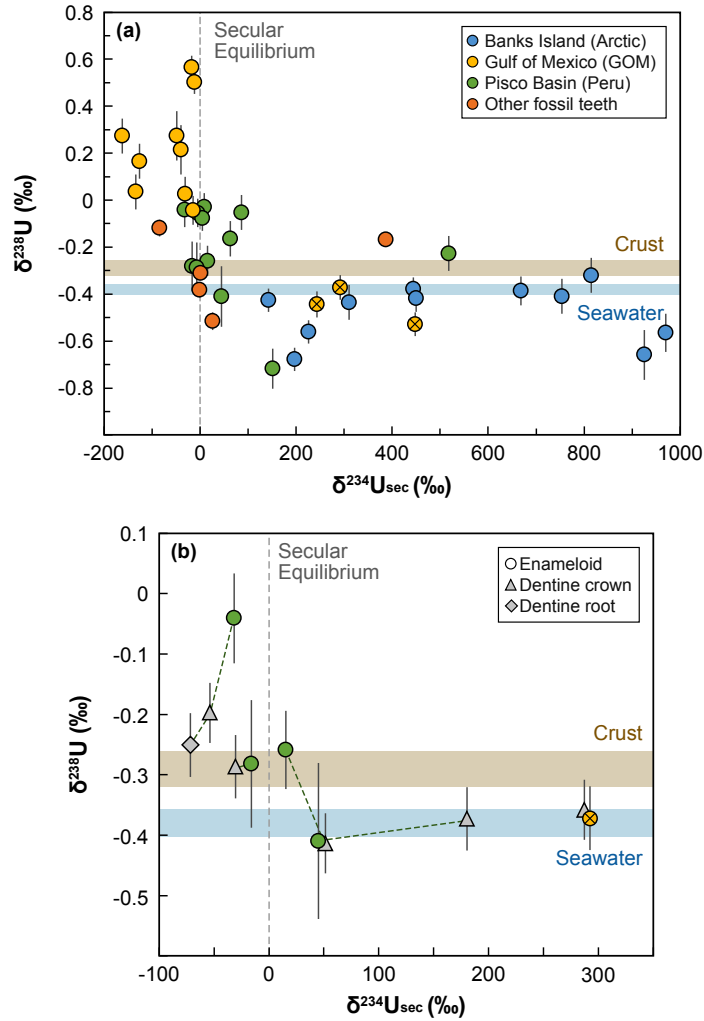 (a)
Secular
Equilibrium
Banks Island (Arctic)
Gulf of Mexico (GOM)
Pisco Basin (Peru)
Other fossil teeth
0.8
0.6
0.4
0.2
0
-0.2
-0.4
-0.6
-0.8
δ²³⁸U (‰)
Crust
Seawater
-200
0
200
400
600
800
1000
δ²³⁴Usec (‰)
(b)
Secular
Equilibrium
Enameloid
Dentine crown
Dentine root
0.1
0
-0.1
-0.2
-0.3
-0.4
-0.5
δ²³⁸U (‰)
Crust
Seawater
-100
0
100
200
300
δ²³⁴Usec (‰)